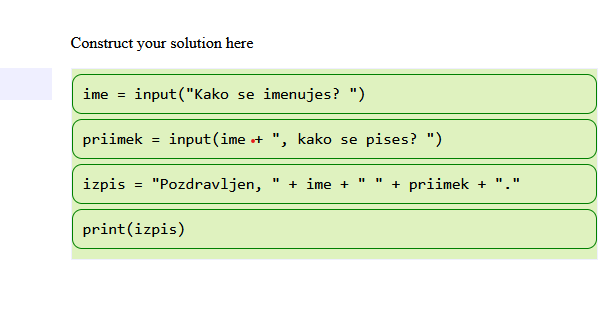 Construct your solution here
ime = input("Kako se imenujes? ")
priimek = input(ime + ", kako se pises? ")
izpis = "Pozdravljen, " + ime + " " + priimek + "."
print(izpis)